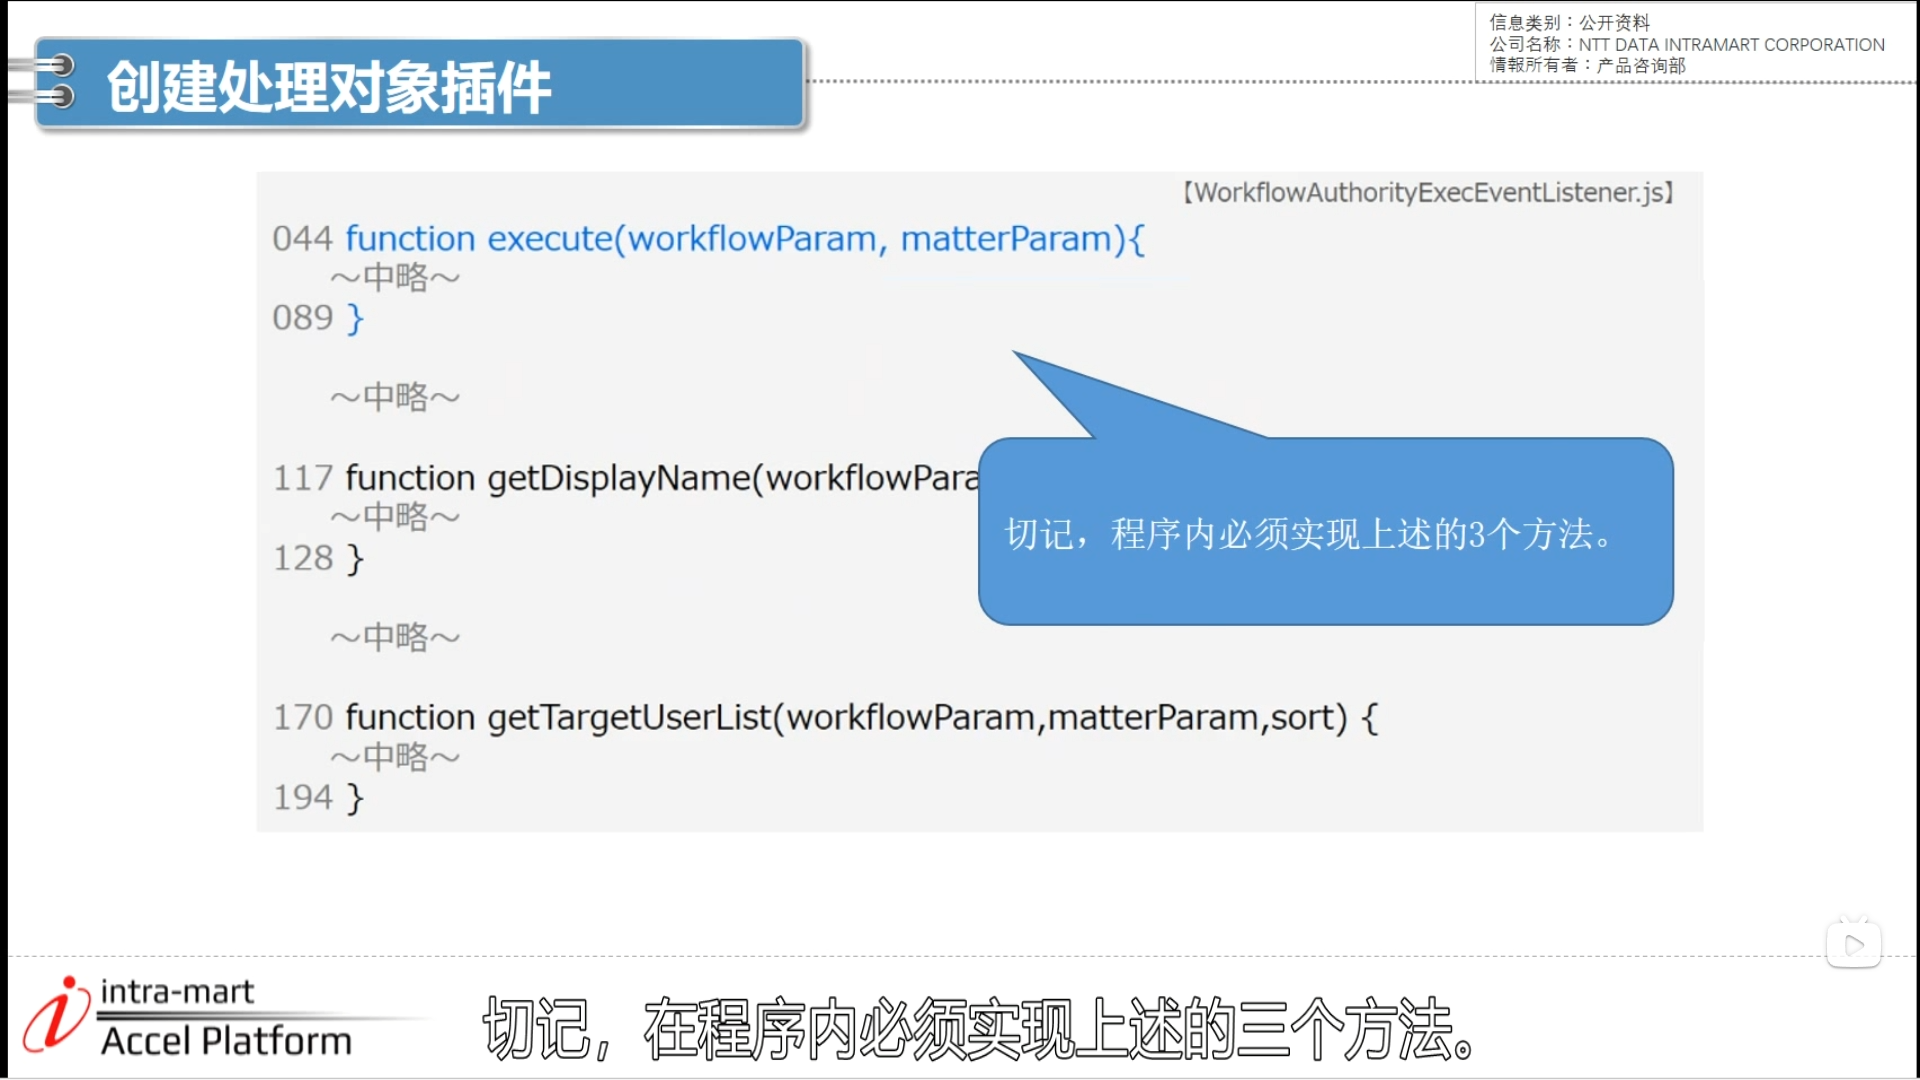 信息类别：公开资料
公司名称：NTT DATA INTRAMART CORPORATION
情報所有者：产品咨询部
创建处理对象插件
【WorkflowAuthorityExecEventListener.js】
044 function execute(workflowParam, matterParam){
～中略～
089 }
～中略～
117 function getDisplayName(workflowPara
～中略～
128 }
切记，程序内必须实现上述的3个方法。
～中略～
170 function getTargetUserList(workflowParam,matterParam,sort) {
～中略～
194 }
intra-mart
Accel Platform
切记，在程序内必须实现上述的三个方法。